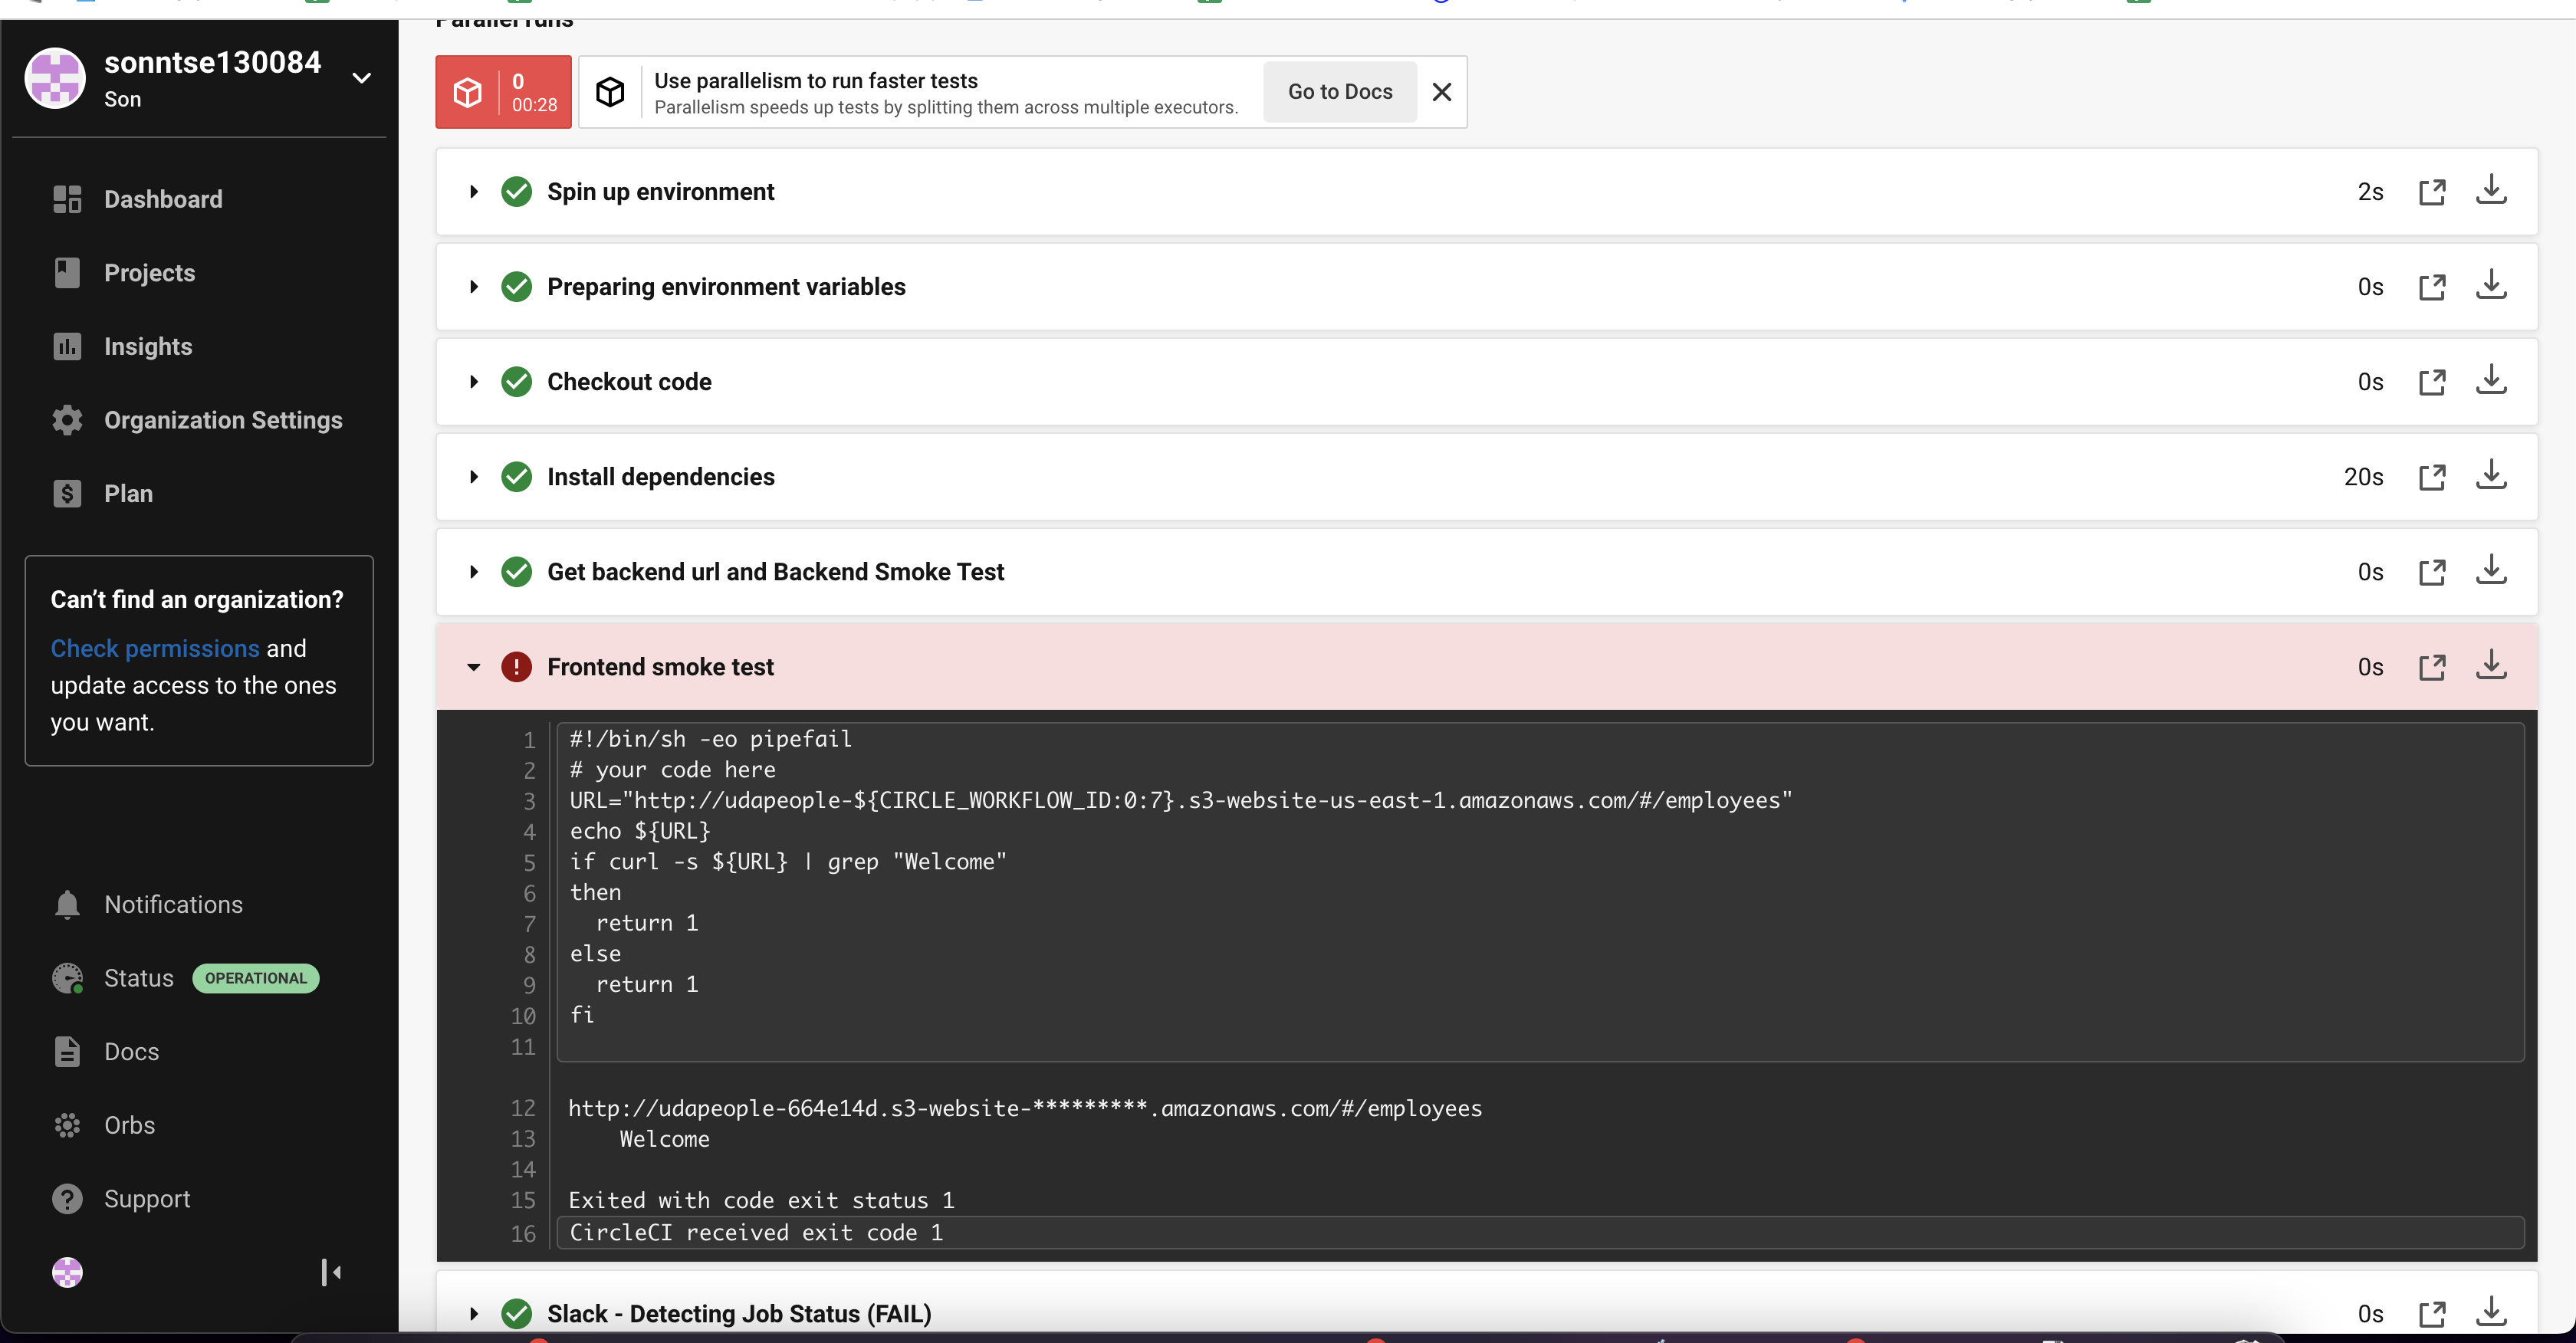 Parallel runs
sonntse130084
Son
0
00:28
Use parallelism to run faster tests
Parallelism speeds up tests by splitting them across multiple executors.
Go to Docs
Dashboard
Projects
Insights
Organization Settings
Plan
Can't find an organization?
Check permissions and
update access to the ones
you want.
Notifications
Status OPERATIONAL
Docs
Orbs
Support
Spin up environment 2s
Preparing environment variables 0s
Checkout code 0s
Install dependencies 20s
Get backend url and Backend Smoke Test 0s
Frontend smoke test 0s
1 #!/bin/sh -eo pipefail
2 # your code here
3 URL="http://udapeople-${CIRCLE_WORKFLOW_ID:0:7}.s3-website-us-east-1.amazonaws.com/#/employees"
4 echo ${URL}
5 if curl -s ${URL} | grep "Welcome"
6 then
7 return 1
8 else
9 return 1
10 fi
11
12 http://udapeople-664e14d.s3-website-*********.amazonaws.com/#/employees
13 Welcome
14
15 Exited with code exit status 1
16 CircleCI received exit code 1
Slack - Detecting Job Status (FAIL) 0s